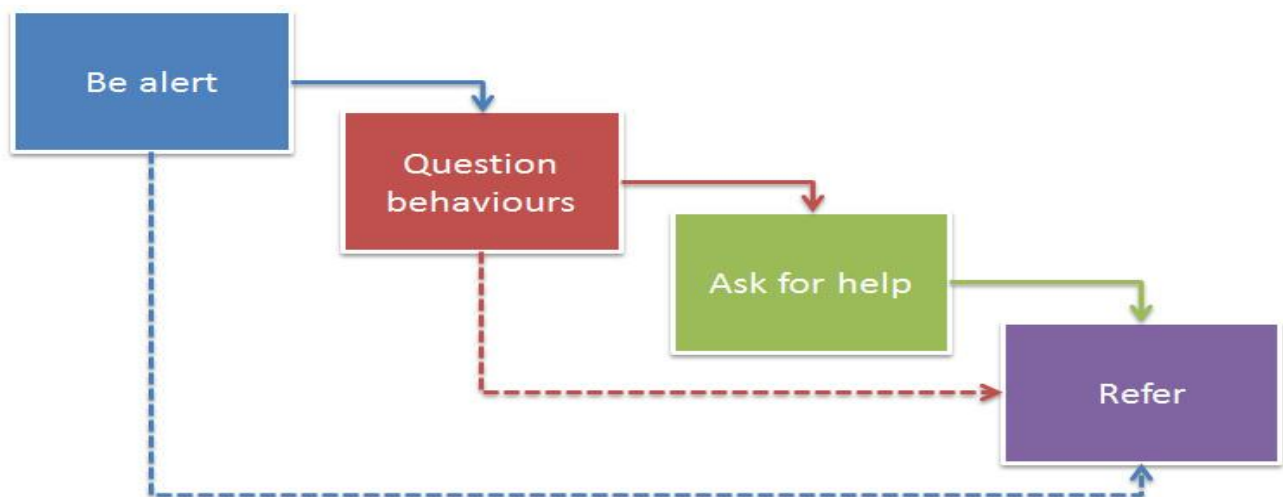 Be alert
Question
behaviours
Ask for help
Refer